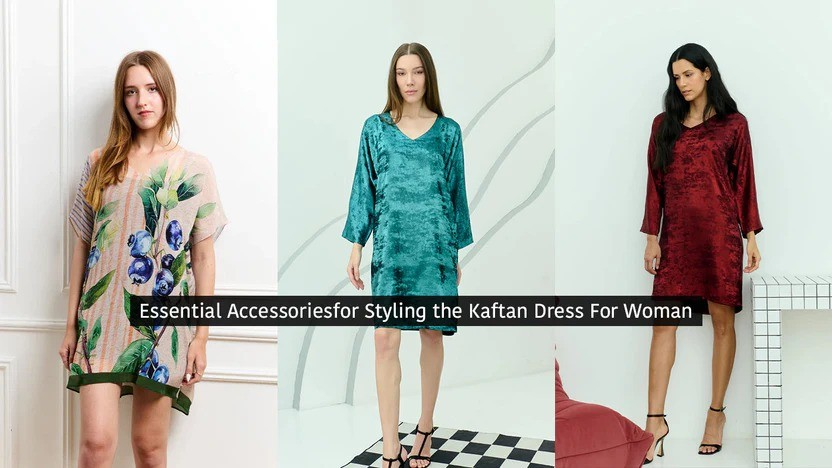 Essential Accessoriesfor Styling the Kaftan Dress For Woman